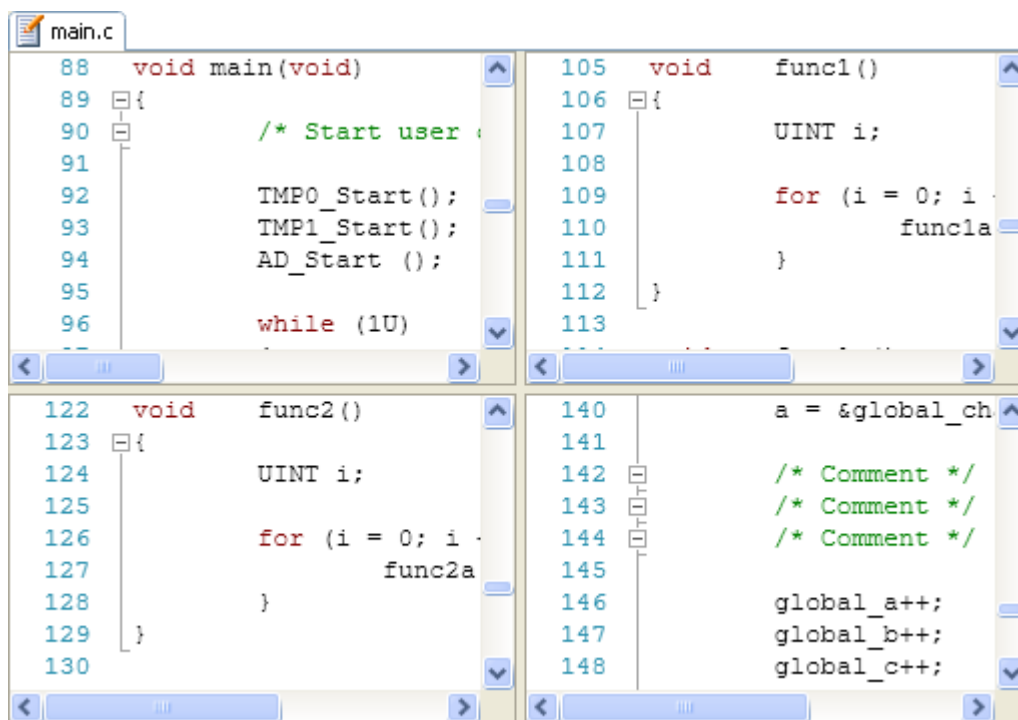 main.c
88 void main(void)
89 {
90 /* Start user
91
92 TMP0_Start();
93 TMP1_Start();
94 AD_Start ();
95
96 while (1U)
105 void func1()
106 {
107 UINT i;
108
109 for (i = 0; i
110 func1a
111 }
112 }
113
122 void func2()
123 {
124 UINT i;
125
126 for (i = 0; i
127 func2a
128 }
129 }
130
140 a = &global_ch
141
142 /* Comment */
143 /* Comment */
144 /* Comment */
145
146 global_a++;
147 global_b++;
148 global_c++;